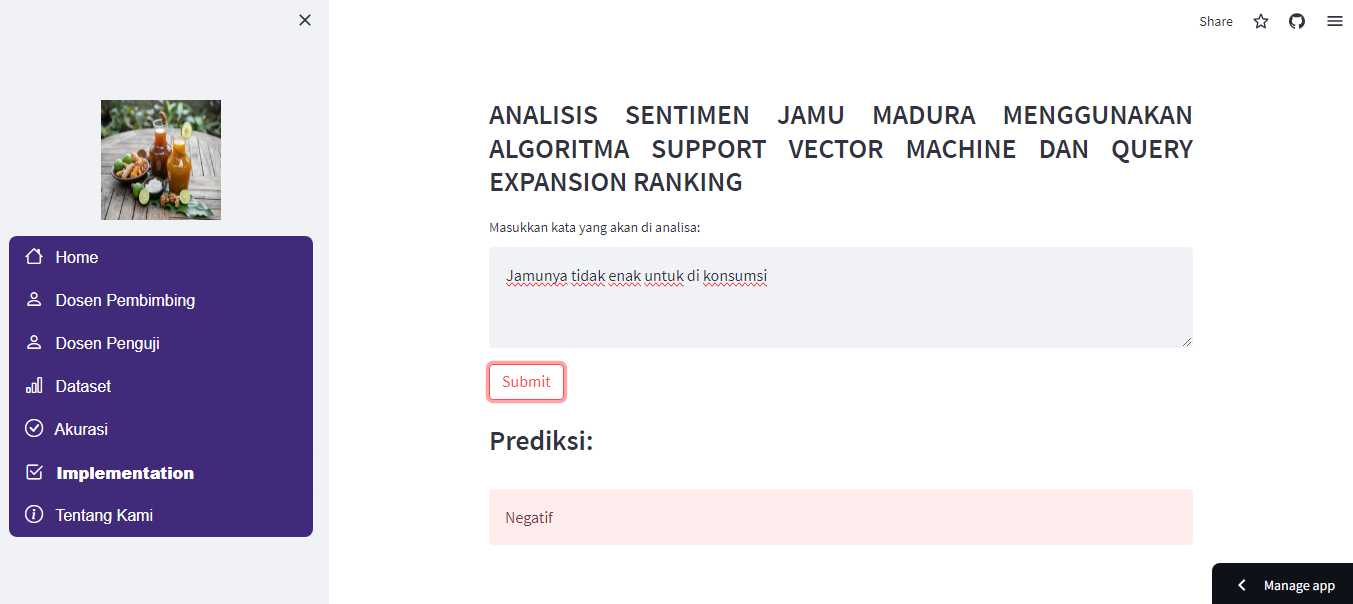 Share
ANALISIS SENTIMEN JAMU MADURA MENGGUNAKAN
ALGORITMA SUPPORT VECTOR MACHINE DAN QUERY
EXPANSION RANKING
Masukkan kata yang akan di analisa:
Jamunya tidak enak untuk di konsumsi
Submit
Prediksi:
Negatif
Home
Dosen Pembimbing
Dosen Penguji
Dataset
Akurasi
Implementation
Tentang Kami
Manage app